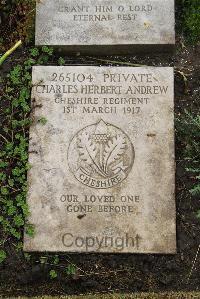 GRANT HIM O LORD
ETERNAL REST
265104 PRIVATE
CHARLES HERBERT ANDREW
CHESHIRE REGIMENT
1ST MARCH 1917
CHESHIRE
OUR LOVED ONE
GONE BEFORE
Copyright